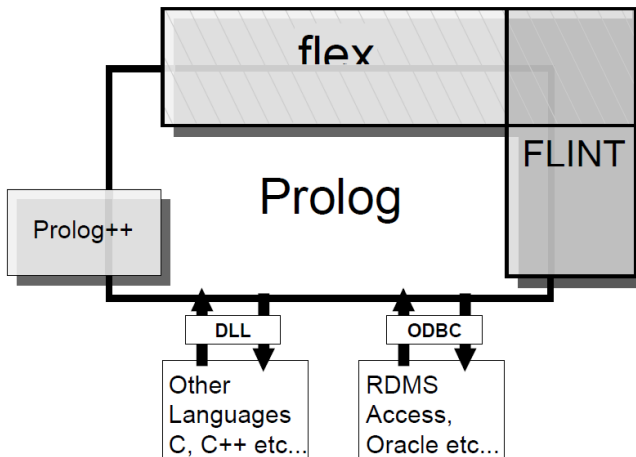 flex
FLINT
Prolog
Prolog++
DLL
ODBC
Other
Languages
C, C++ etc...
RDMS
Access,
Oracle etc...